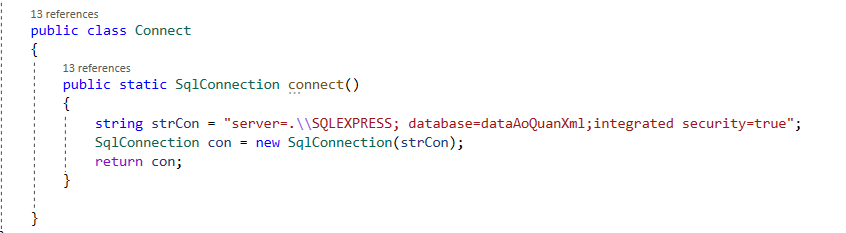 13 references
public class Connect
{
13 references
public static SqlConnection connect()
{
string strCon = "server=.\\SQLEXPRESS; database=dataAoQuanXml;integrated security=true";
SqlConnection con = new SqlConnection(strCon);
return con;
}
}